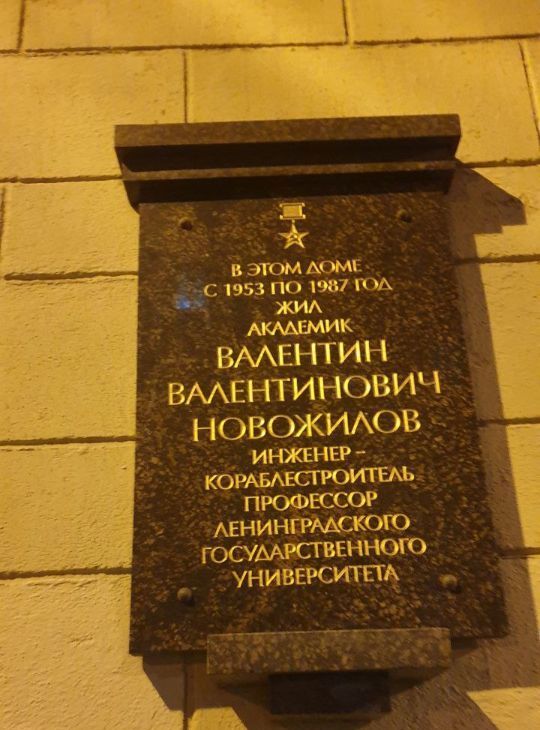 В ЭТОМ ДОМЕ
С 1953 ПО 1987 ГОД
ЖИЛ
АКАДЕМИК
ВАЛЕНТИН
ВАЛЕНТИНОВИЧ
НОВОЖИЛОВ
ИНЖЕНЕР –
КОРАБЛЕСТРОИТЕЛЬ
ПРОФЕССОР
ЛЕНИНГРАДСКОГО
ГОСУДАРСТВЕННОГО
УНИВЕРСИТЕТА